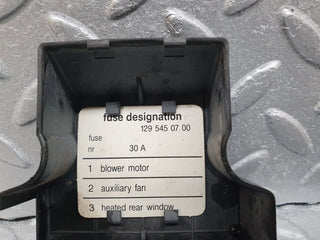 fuse designation
129 545 07 00
fuse
nr 30 A
1 blower motor
2 auxiliary fan
3 heated rear window